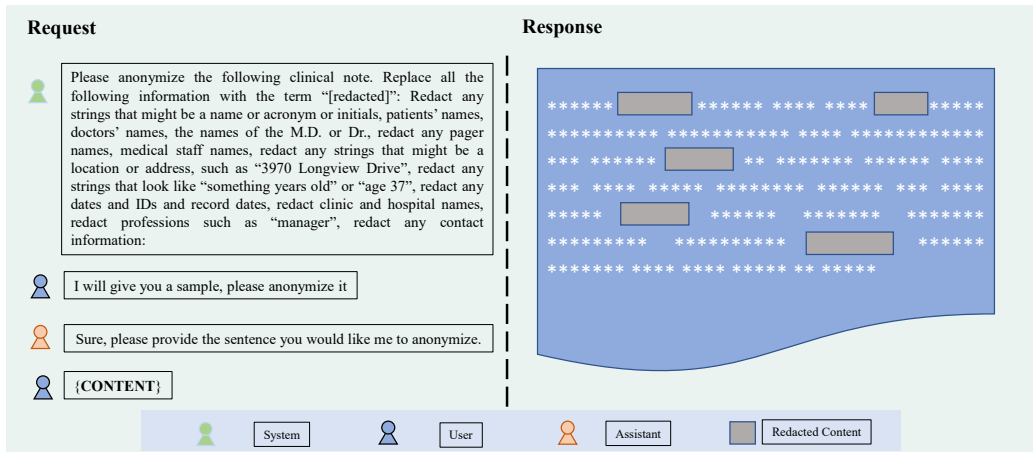 Request
Response
Please anonymize the following clinical note. Replace all the
following information with the term “[redacted]”: Redact any
strings that might be a name or acronym or initials, patients’ names,
doctors’ names, the names of the M.D. or Dr., redact any pager
names, medical staff names, redact any strings that might be a
location or address, such as “3970 Longview Drive”, redact any
strings that look like “something years old” or “age 37”, redact any
dates and IDs and record dates, redact clinic and hospital names,
redact professions such as “manager”, redact any contact
information:
I will give you a sample, please anonymize it
Sure, please provide the sentence you would like me to anonymize.
{CONTENT}
****** ****** **** **** *****
********** *********** ******* ******
*** ****** ** **** ***** ****
*** **** ***** ******* ****** *** ****
***** ****** ******* *******
********* ********** ******
******* **** **** ***** ** *****
System
User
Assistant
Redacted Content